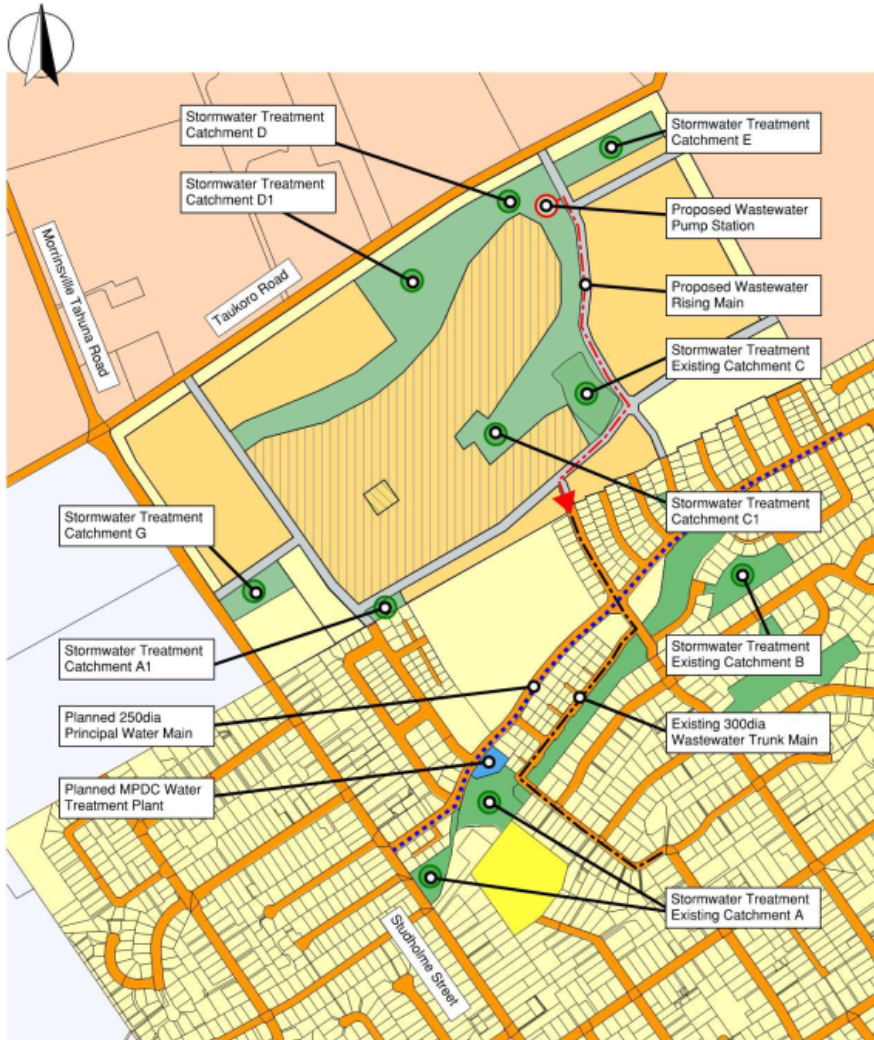 Stormwater Treatment
Catchment D
Stormwater Treatment
Catchment E
Stormwater Treatment
Catchment D1
Proposed Wastewater
Pump Station
Morrinsville Tahuna Road
Taukoro Road
Proposed Wastewater
Rising Main
Stormwater Treatment
Existing Catchment C
Stormwater Treatment
Catchment G
Stormwater Treatment
Catchment C1
Stormwater Treatment
Catchment A1
Stormwater Treatment
Existing Catchment B
Planned 250dia
Principal Water Main
Existing 300dia
Wastewater Trunk Main
Planned MPDC Water
Treatment Plant
Stormwater Treatment
Existing Catchment A
Studholme Street